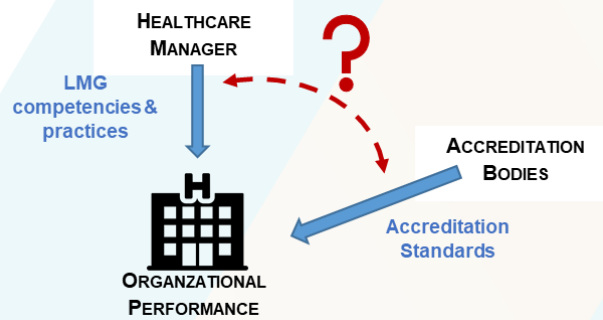 HEALTHCARE
MANAGER
?
LMG
competencies &
practices
ACCREDITATION
BODIES
H
Accreditation
Standards
ORGANZATIONAL
PERFORMANCE